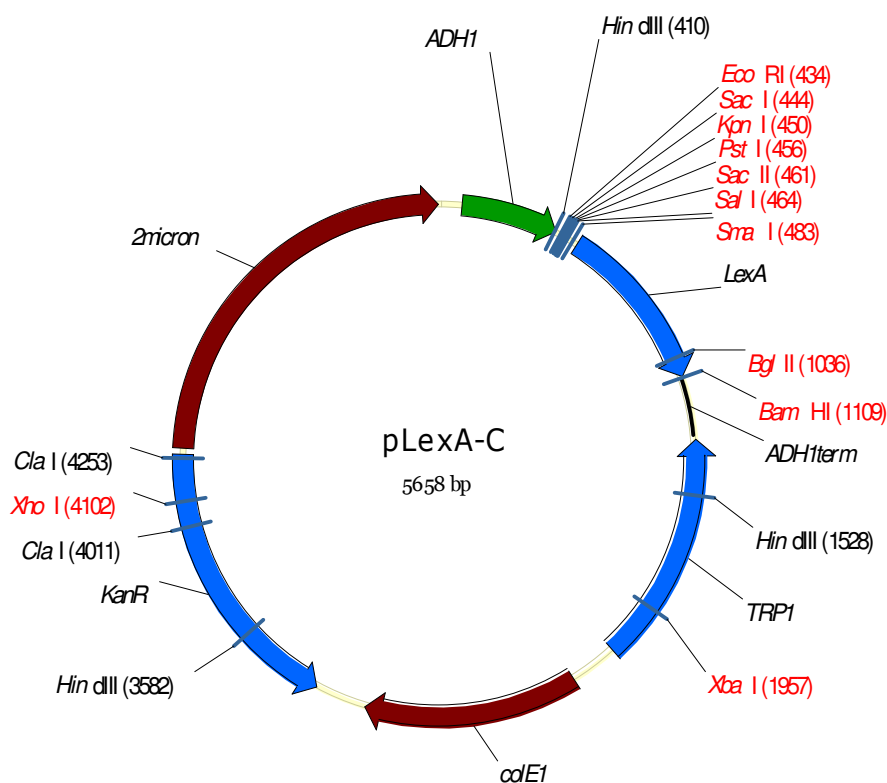 ADH1
Hin dIII (410)
Eco RI (434)
Sac I (444)
Kpn I (450)
Pst I (456)
Sac II (461)
Sal I (464)
Sma I (483)
2micron
LexA
Bgl II (1036)
Bam HI (1109)
ADH1term
pLexA-C
5658 bp
Cla I (4253)
Xho I (4102)
Cla I (4011)
Hin dIII (1528)
KanR
TRP1
Hin dIII (3582)
Xba I (1957)
colE1